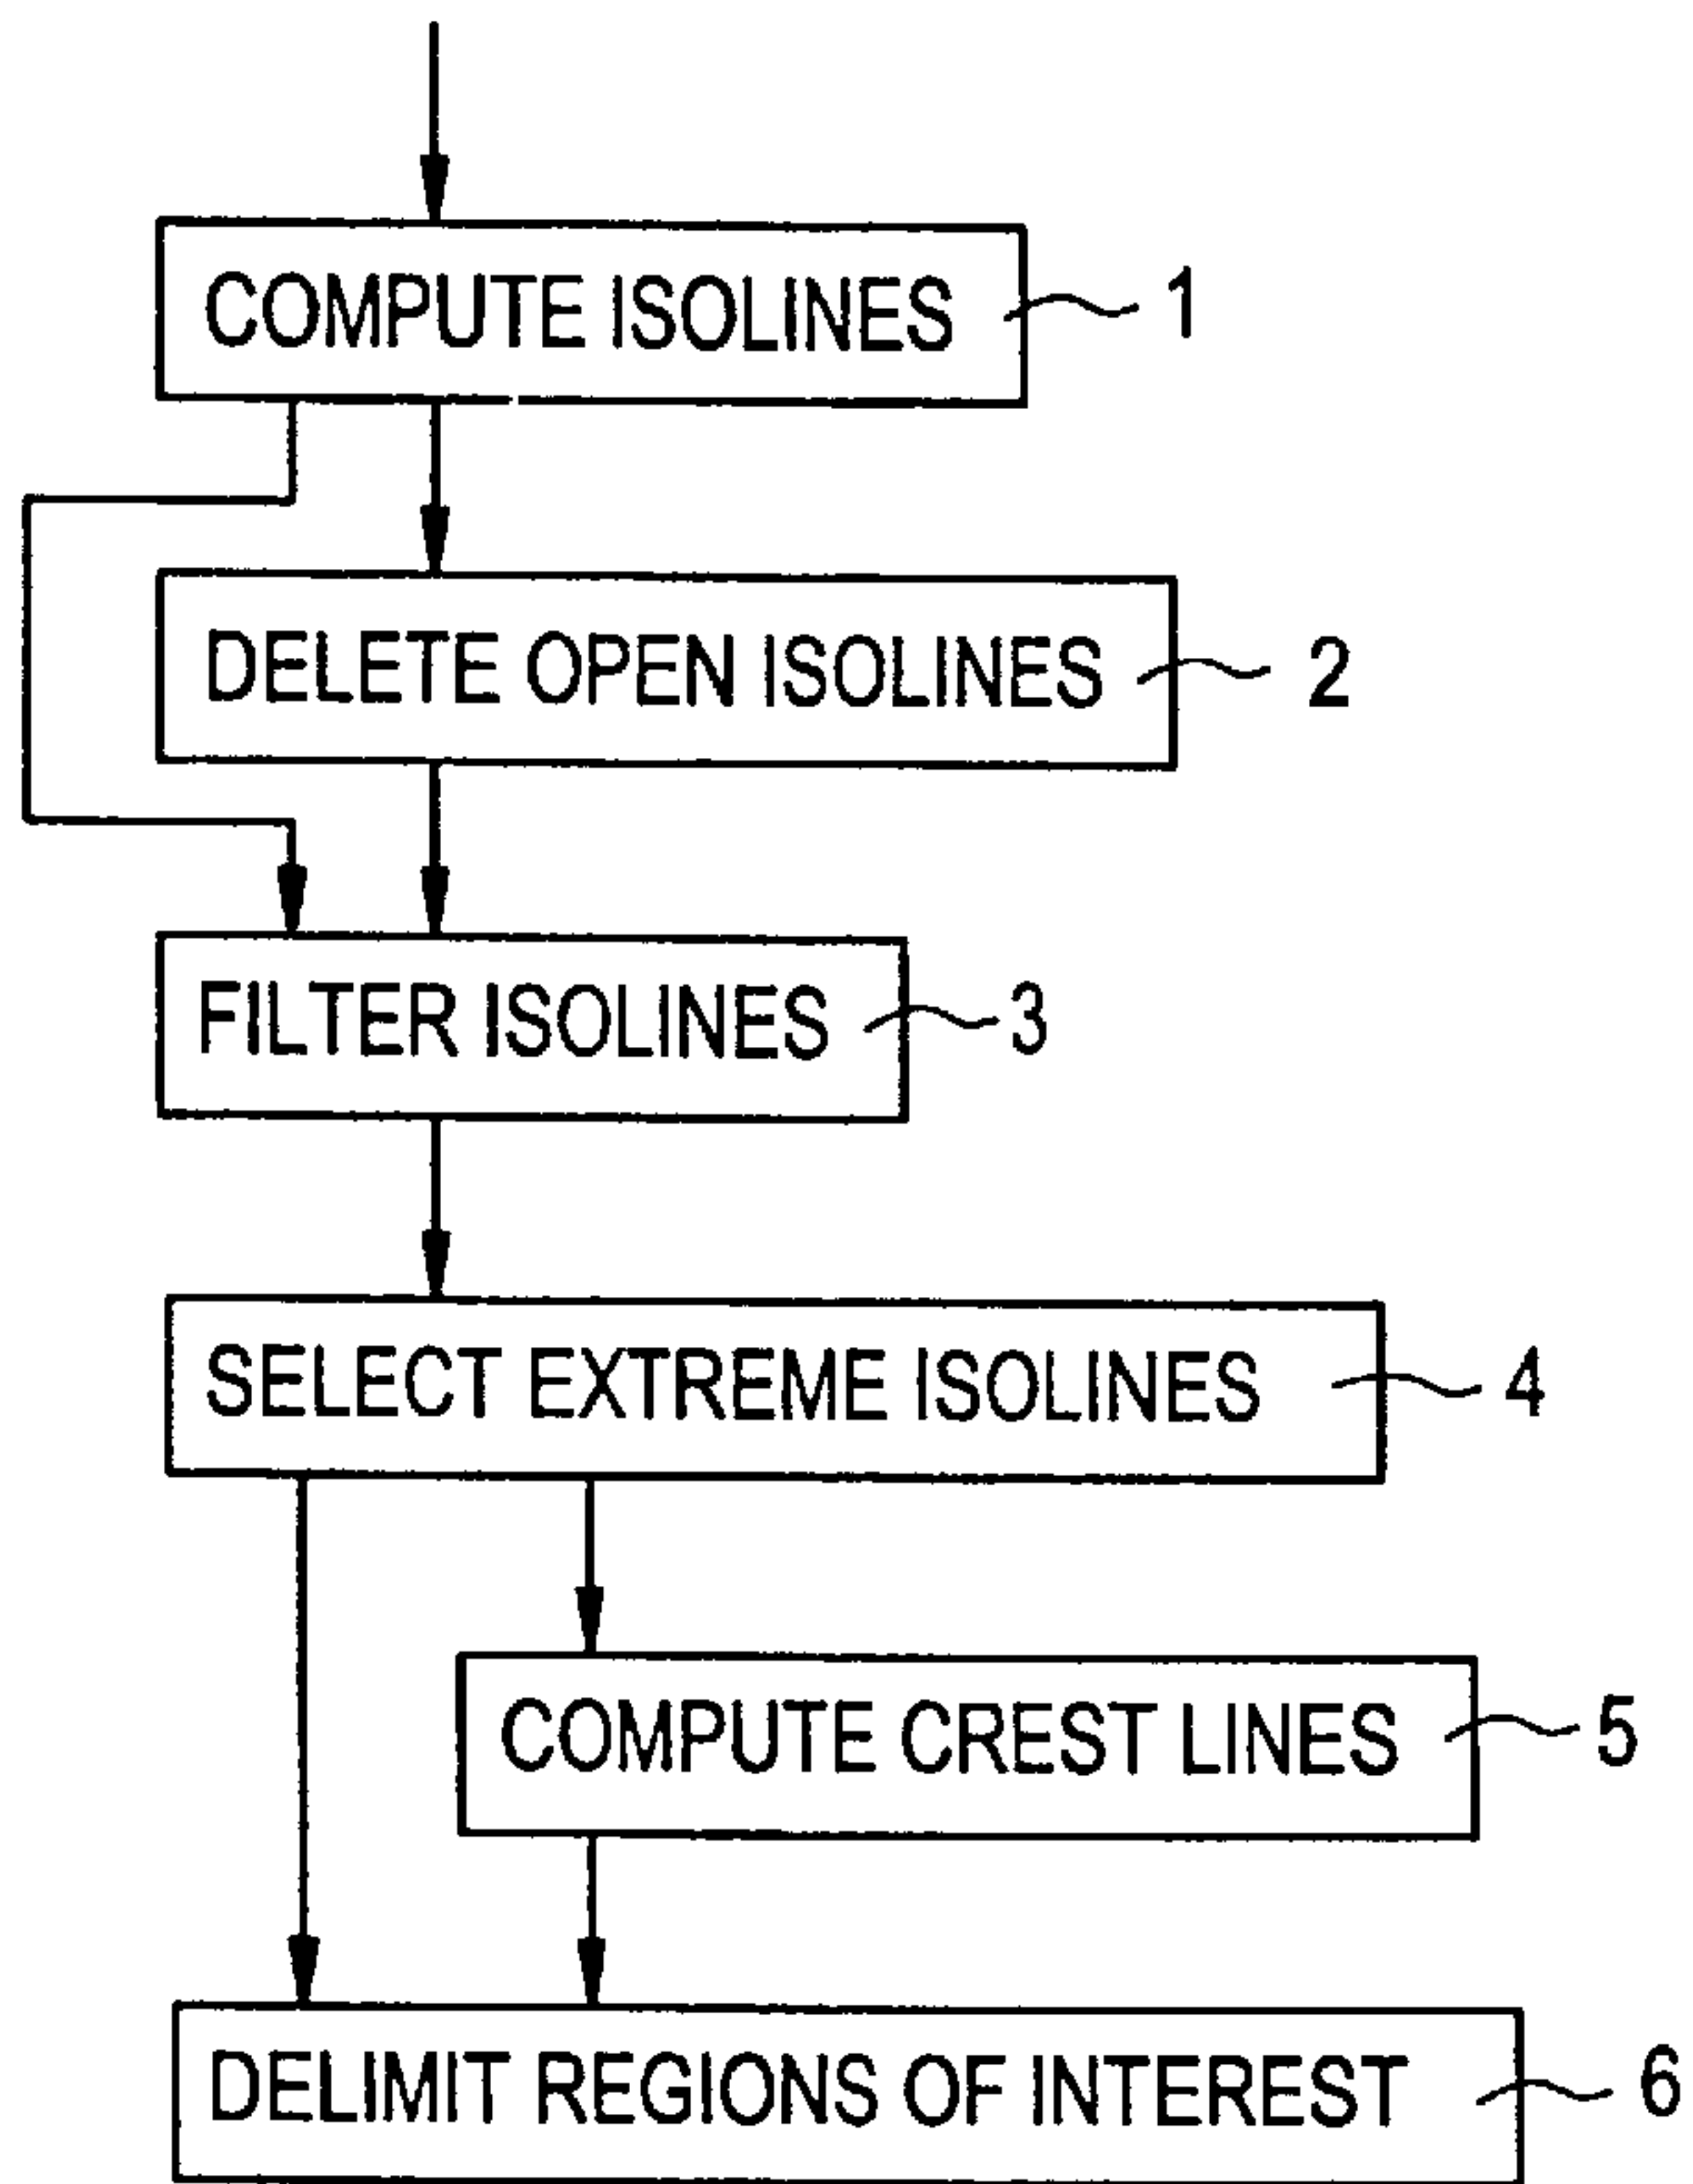 COMPUTE ISOLINES 1
DELETE OPEN ISOLINES 2
FILTER ISOLINES 3
SELECT EXTREME ISOLINES 4
COMPUTE CREST LINES 5
DELIMIT REGIONS OF INTEREST 6